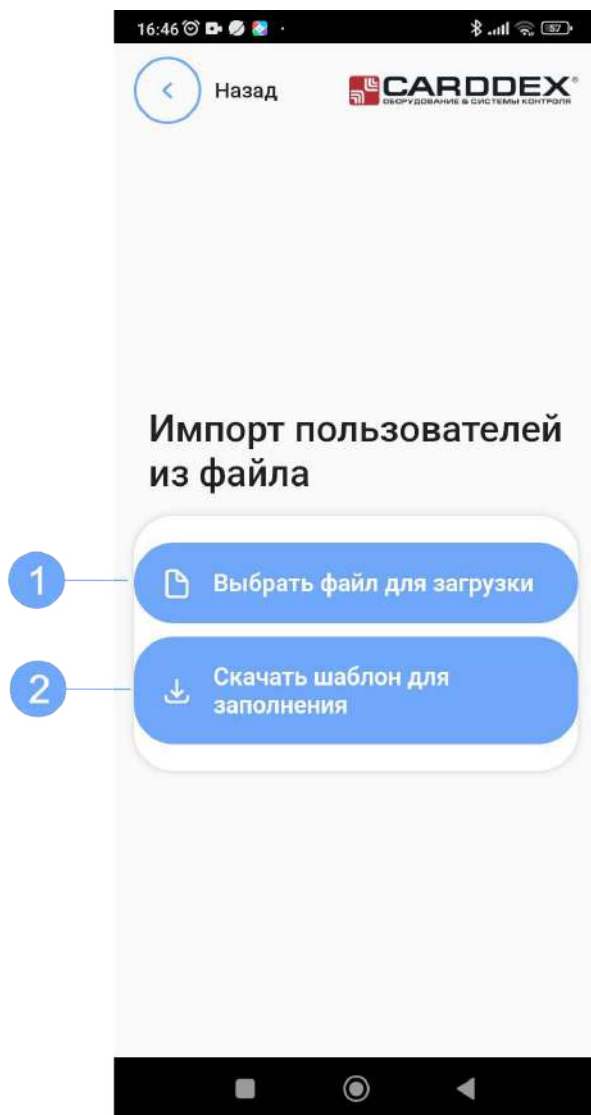 16:46
57
Назад
CARDDEX®
ОБОРУДОВАНИЕ & СИСТЕМЫ КОНТРОЛЯ
Импорт пользователей
из файла
1
Выбрать файл для загрузки
2
Скачать шаблон для
заполнения